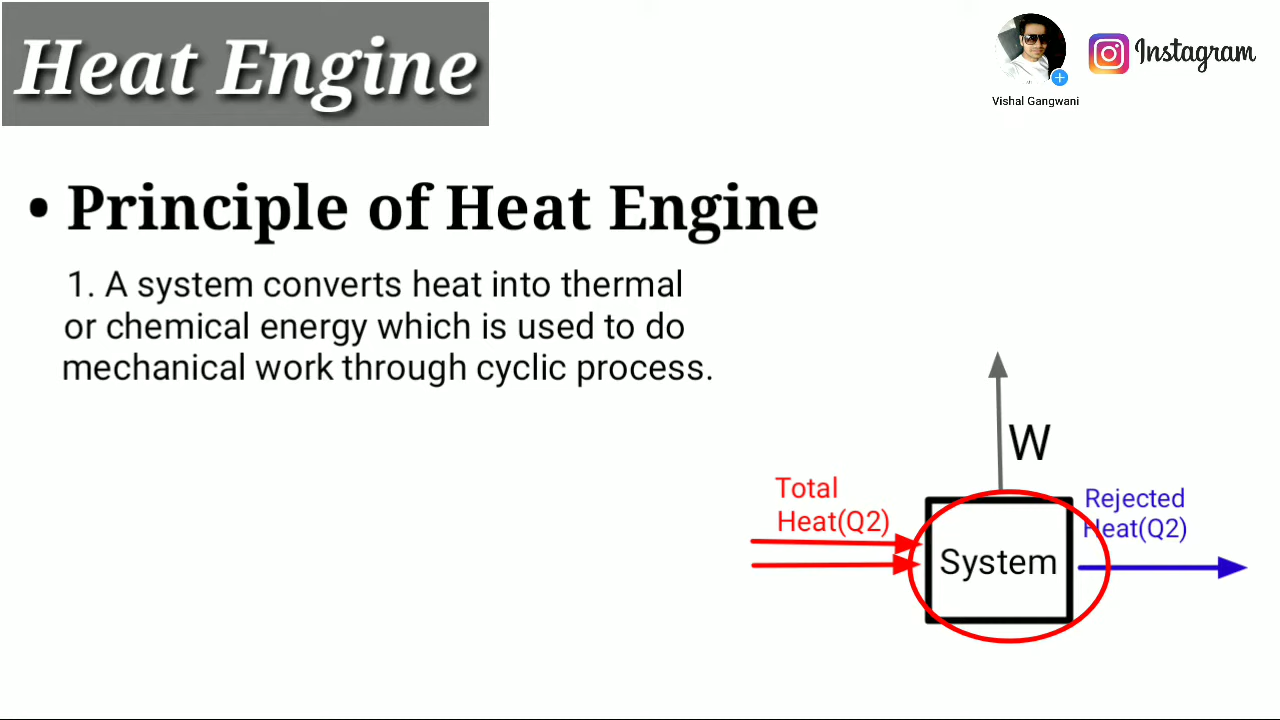 Heat Engine
Instagram
Vishal Gangwani
• Principle of Heat Engine
1. A system converts heat into thermal
or chemical energy which is used to do
mechanical work through cyclic process.
W
Total
Heat(Q2)
Rejected
Heat(Q2)
System